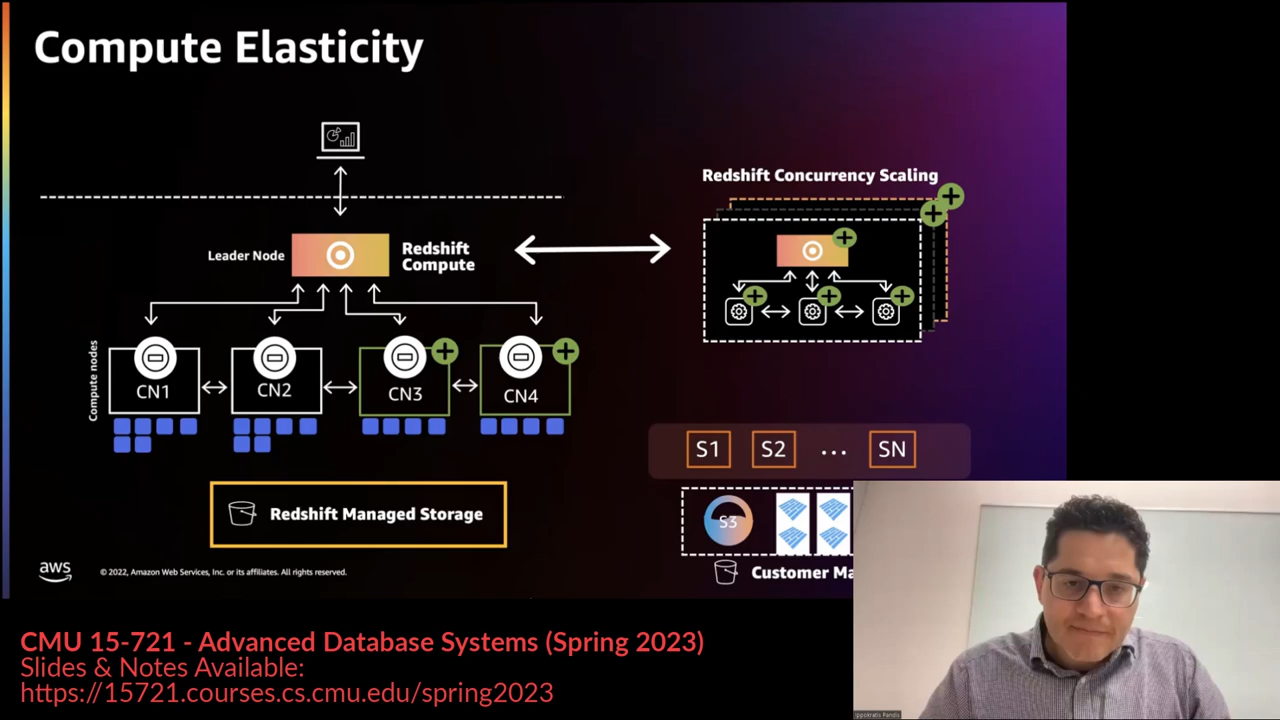 Compute Elasticity
Redshift Concurrency Scaling
Leader Node
Redshift
Compute
Compute nodes
CN1
CN2
CN3
CN4
S1
S2
...
SN
Redshift Managed Storage
S3
Customer Ma
aws
© 2022, Amazon Web Services, Inc. or its affiliates. All rights reserved.
CMU 15-721 - Advanced Database Systems (Spring 2023)
Slides & Notes Available:
https://15721.courses.cs.cmu.edu/spring2023
Ippokratis Pandis